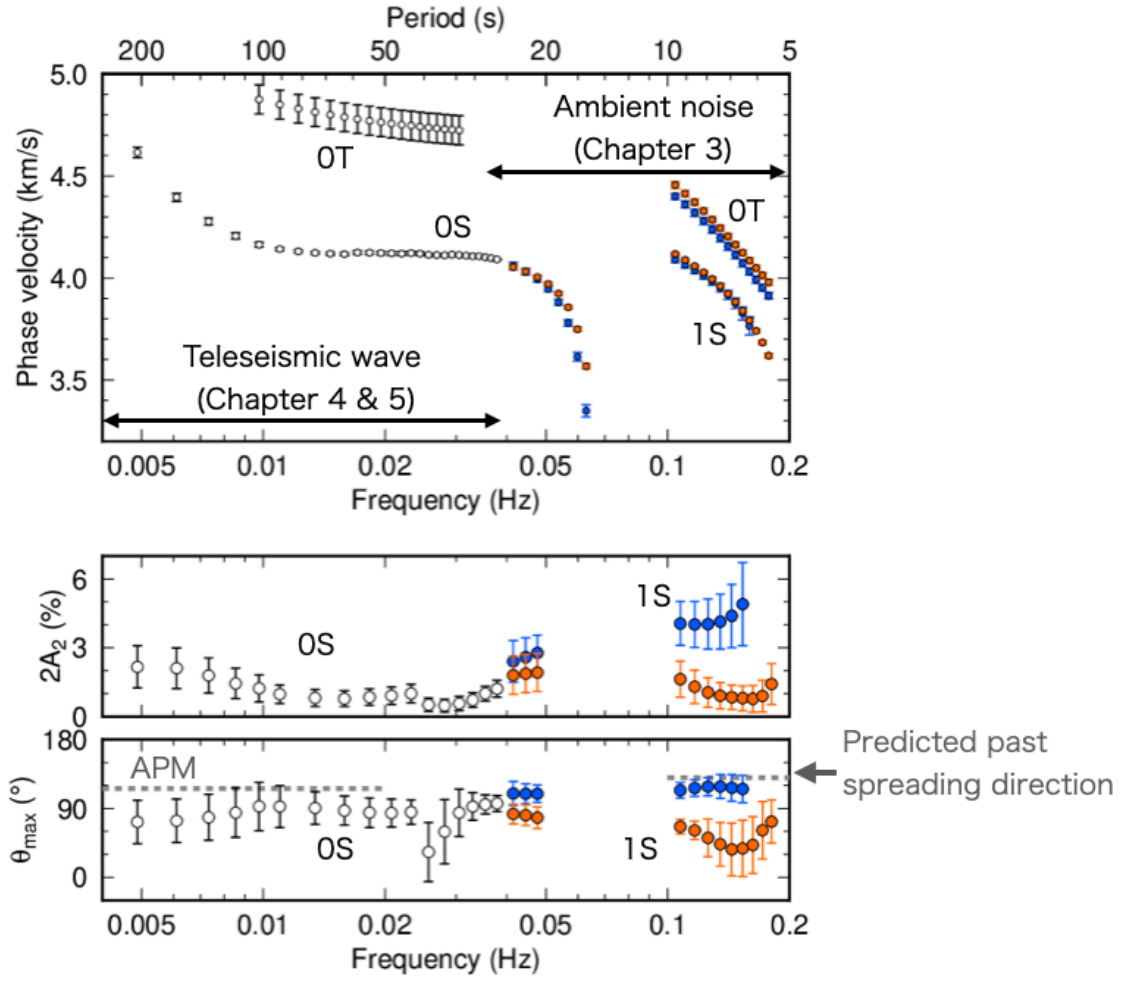 Period (s)
200 100 50 20 10 5
5.0
4.5
4.0
3.5
Phase velocity (km/s)
0T
0S
Ambient noise
(Chapter 3)
0T
1S
Teleseismic wave
(Chapter 4 & 5)
0.005 0.01 0.02 0.05 0.1 0.2
Frequency (Hz)
6
3
0
2A₂ (%)
0S
1S
180
90
0
θmax (°)
APM
0S
1S
Predicted past
spreading direction
0.005 0.01 0.02 0.05 0.1 0.2
Frequency (Hz)